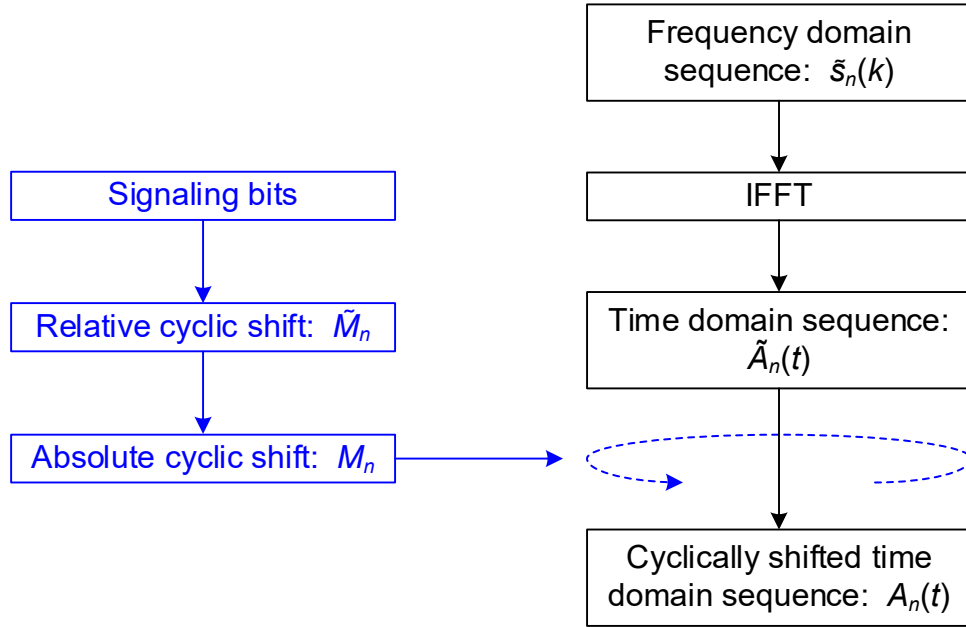 Frequency domain
sequence: s̃ₙ(k)
Signaling bits
IFFT
Relative cyclic shift: M̃ₙ
Time domain sequence:
Ãₙ(t)
Absolute cyclic shift: Mₙ
Cyclically shifted time
domain sequence: Aₙ(t)